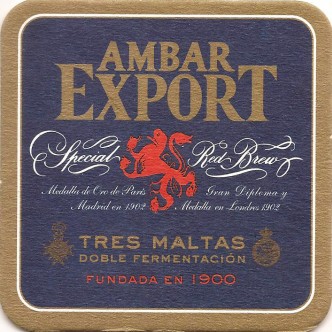 AMBAR
EXPORT
Special Red Brew
Medalla de Oro de París Gran Diploma y
Madrid en 1902 Medalla en Londres 1902
TRES MALTAS
DOBLE FERMENTACIÓN
FUNDADA EN 1900